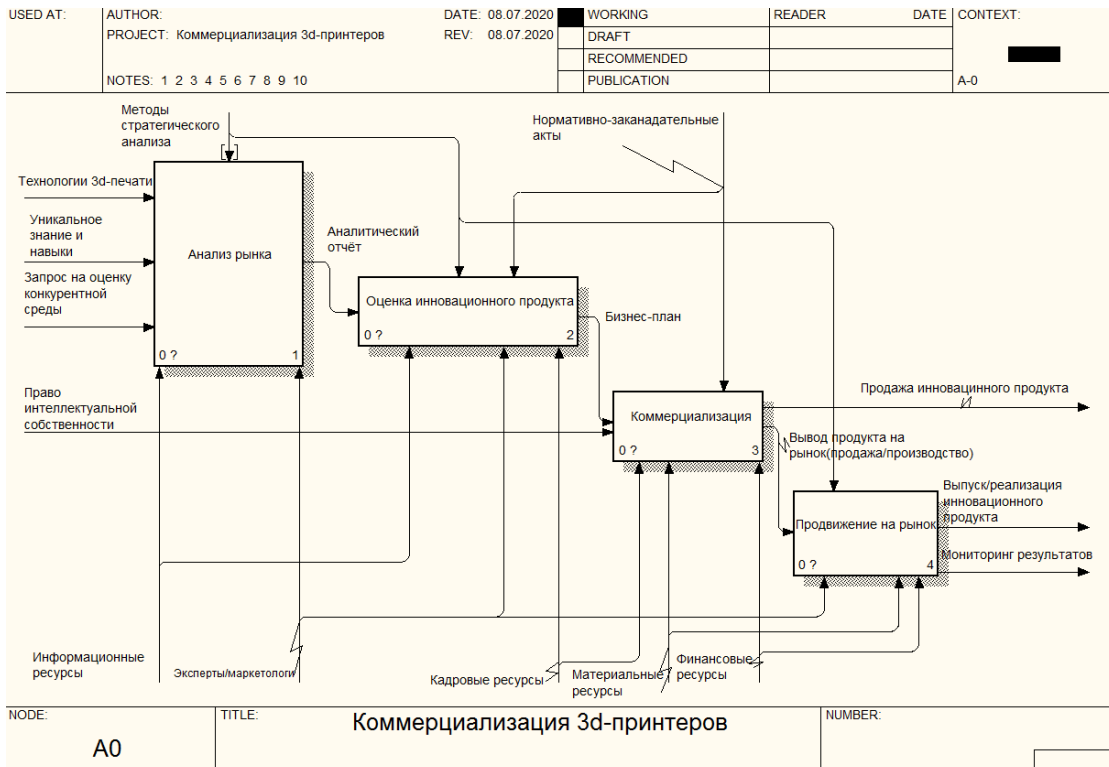 USED AT:
AUTHOR:
DATE: 08.07.2020
WORKING
READER
DATE
CONTEXT:
PROJECT: Коммерциализация 3d-принтеров
REV: 08.07.2020
DRAFT
RECOMMENDED
NOTES: 1 2 3 4 5 6 7 8 9 10
PUBLICATION
A-0
Методы
стратегического
анализа
Нормативно-заканадательные
акты
Технологии 3d-печати
Уникальное
знание и
навыки
Запрос на оценку
конкурентной
среды
Анализ рынка
0 ?
1
Аналитический
отчёт
Оценка инновационного продукта
0 ?
2
Бизнес-план
Право
интеллектуальной
собственности
Коммерциализация
0 ?
3
Продажа инновацинного продукта
Вывод продукта на
рынок(продажа/производство)
Продвижение на рынок
0 ?
4
Выпуск/реализация
инновационного
продукта
Мониторинг результатов
Информационные
ресурсы
Эксперты/маркетологи
Кадровые ресурсы
Материальные
ресурсы
Финансовые
ресурсы
NODE:
A0
TITLE:
Коммерциализация 3d-принтеров
NUMBER: